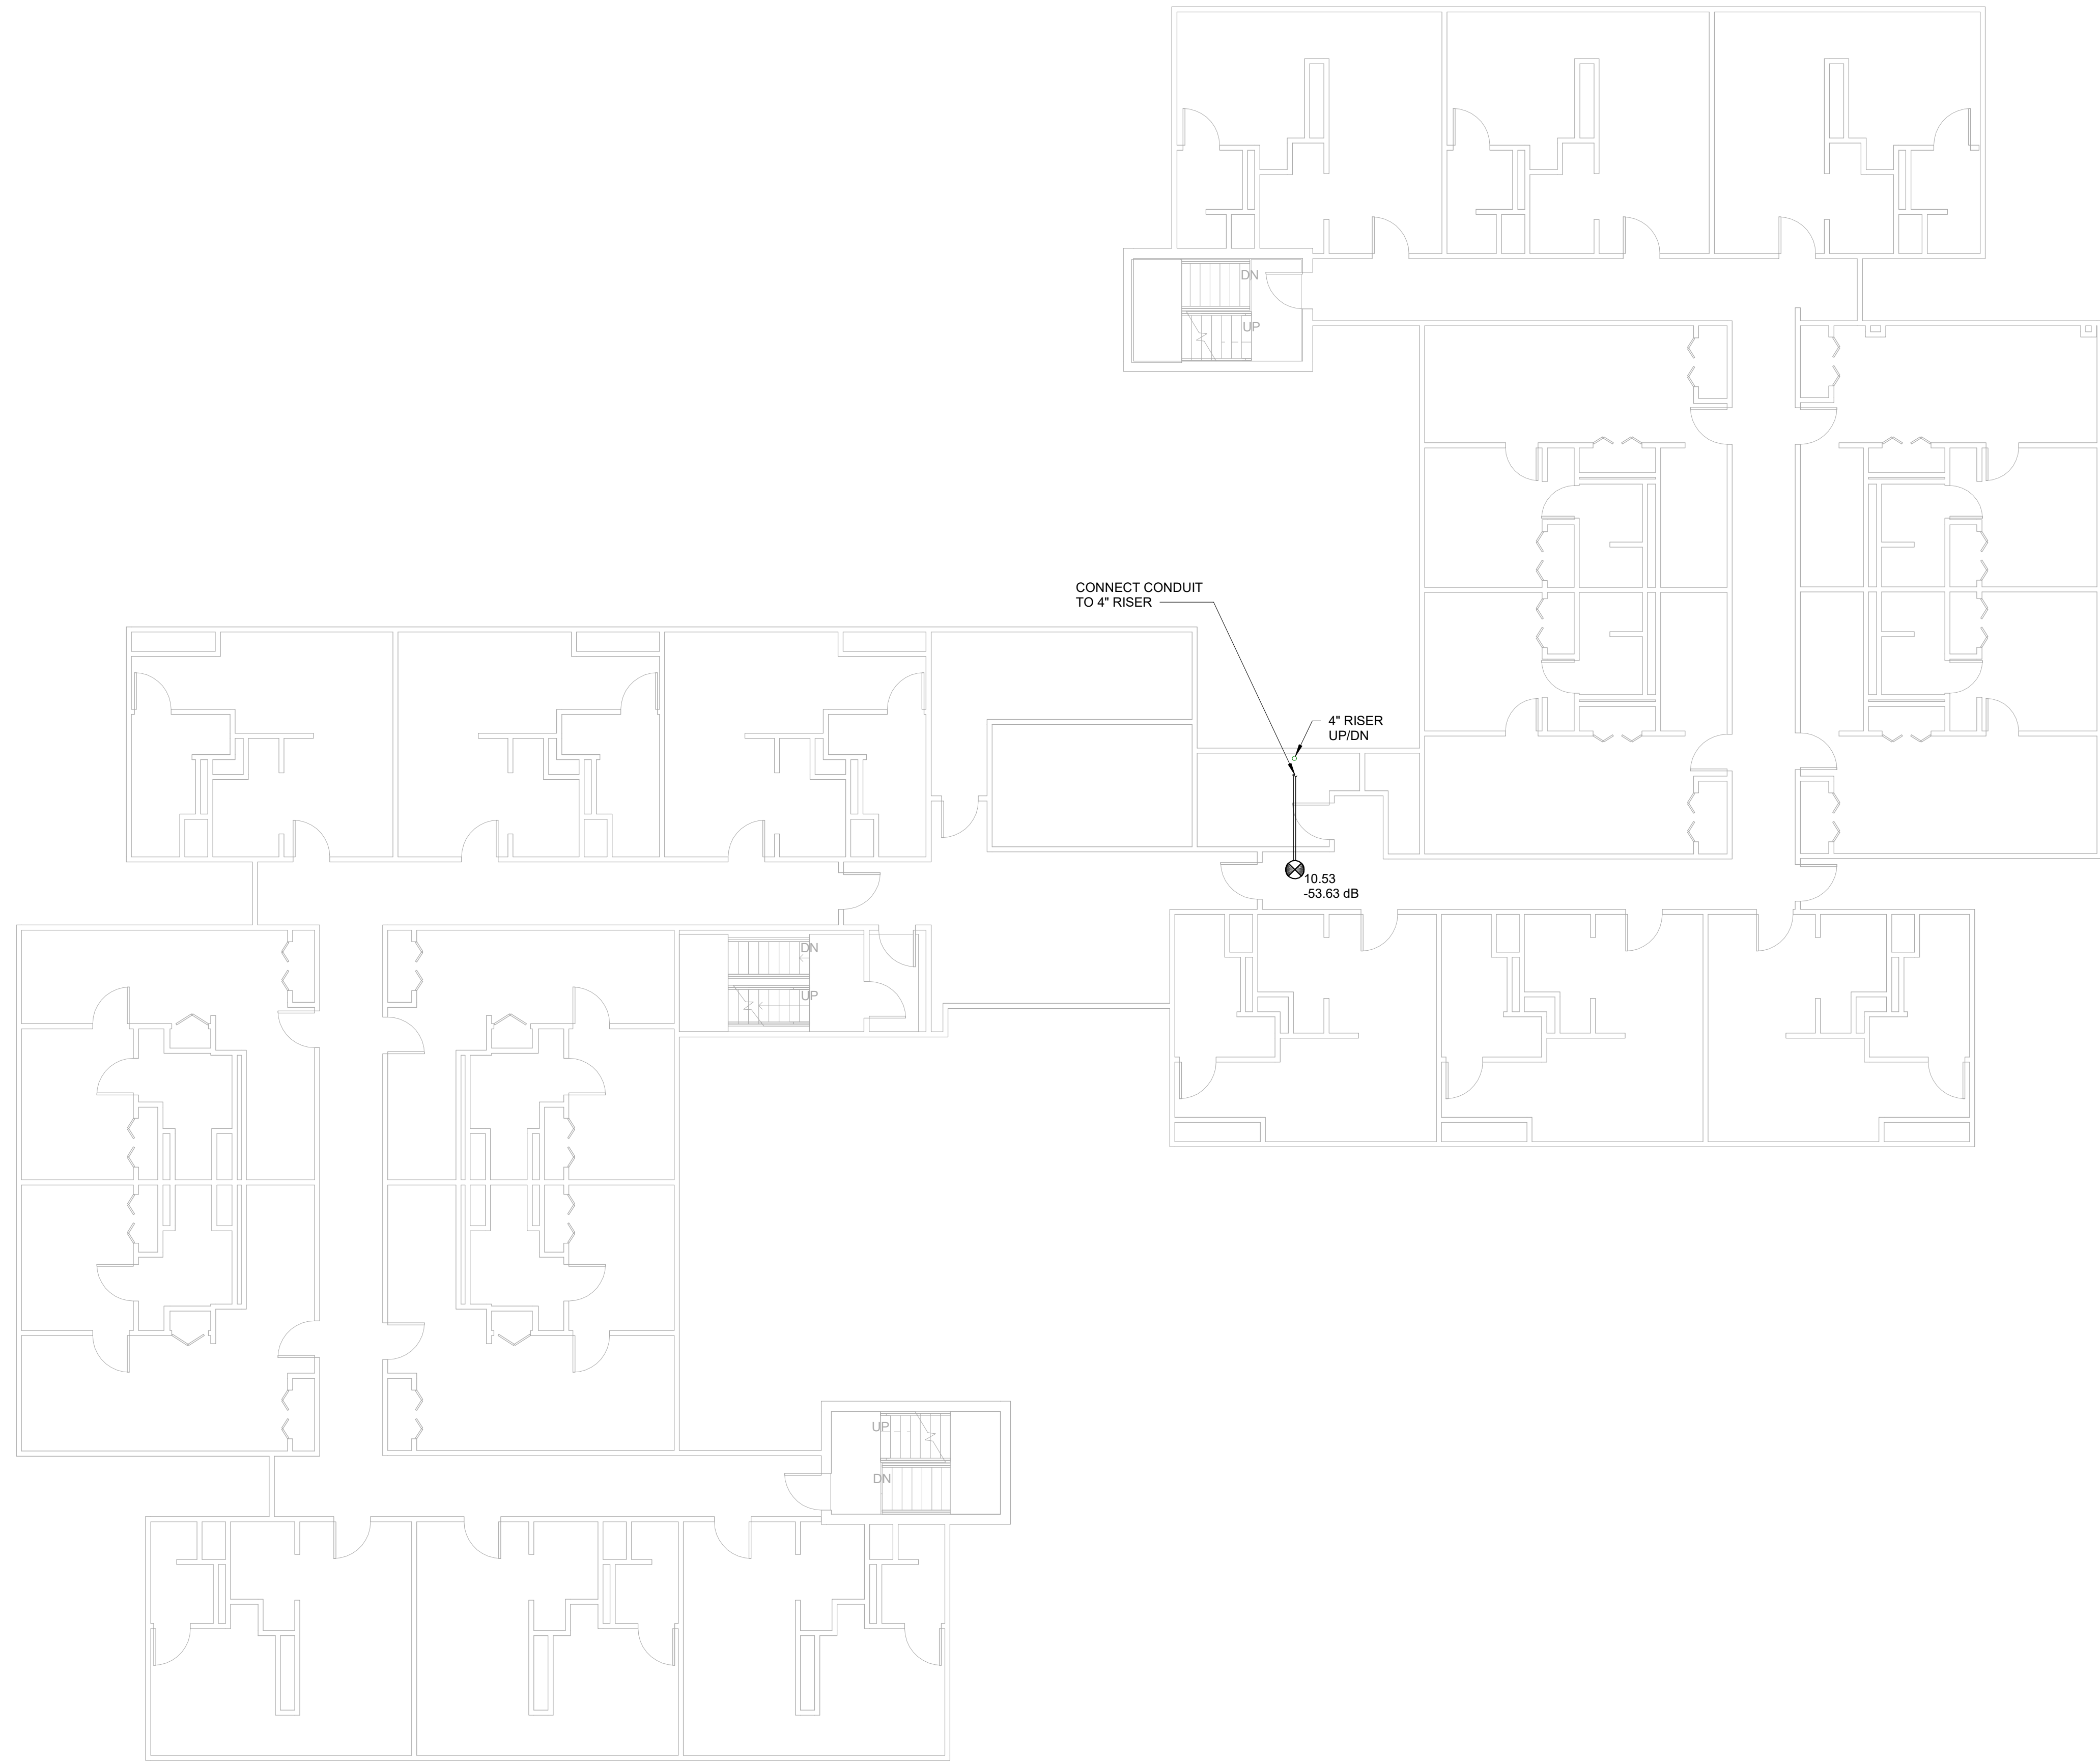 DN
UP
CONNECT CONDUIT
TO 4" RISER
4" RISER
UP/DN
10.53
-53.63 dB
DN
UP
UP
DN